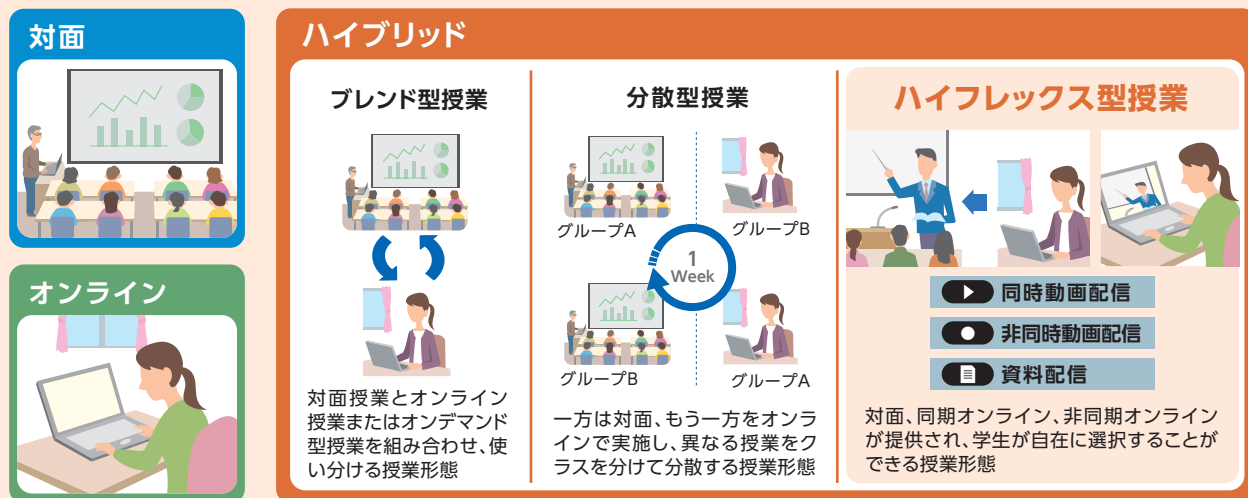 対面
オンライン
ハイブリッド
ブレンド型授業
対面授業とオンライン
授業またはオンデマンド
型授業を組み合わせ、使
い分ける授業形態
分散型授業
グループA
グループB
1
Week
グループB
グループA
一方は対面、もう一方をオンラ
インで実施し、異なる授業をク
ラスを分けて分散する授業形態
ハイフレックス型授業
同時動画配信
非同時動画配信
資料配信
対面、同期オンライン、非同期オンライン
が提供され、学生が自在に選択することが
できる授業形態